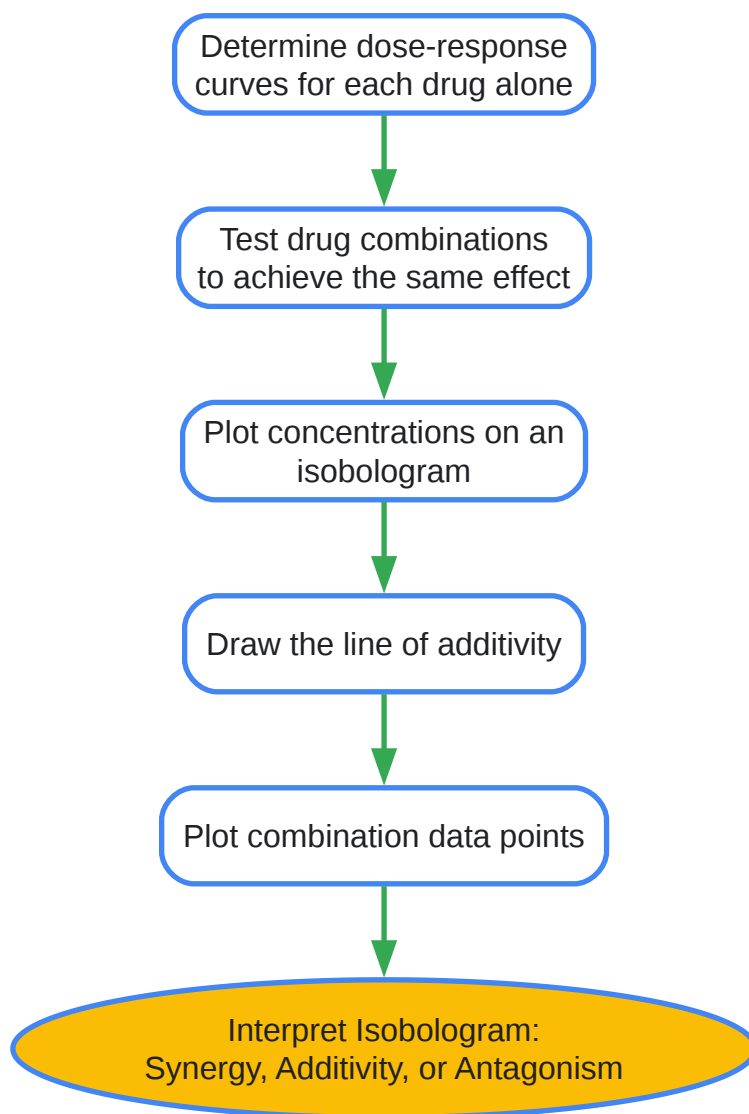 Determine dose-response
curves for each drug alone
Test drug combinations
to achieve the same effect
Plot concentrations on an
isobologram
Draw the line of additivity
Plot combination data points
Interpret Isobologram:
Synergy, Additivity, or Antagonism